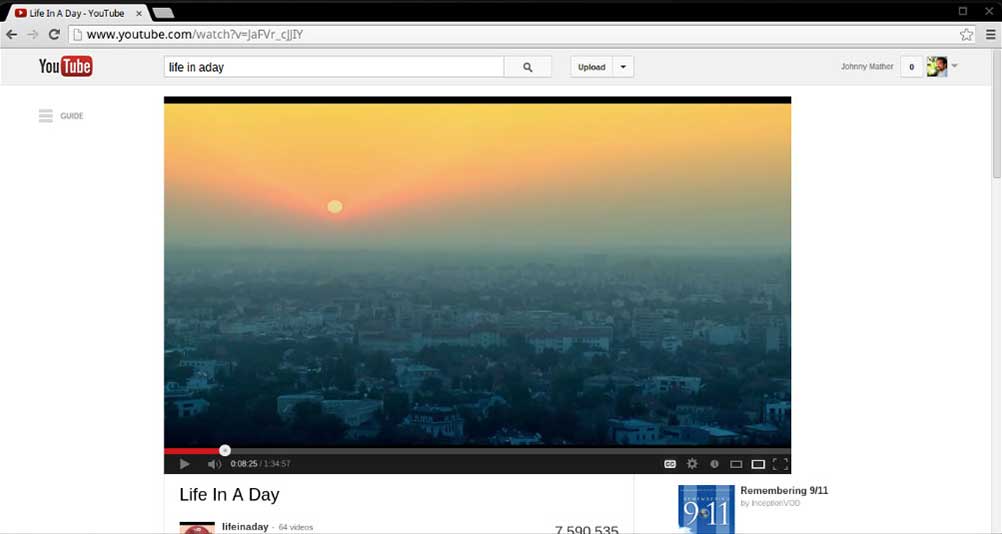 Life In A Day - YouTube
www.youtube.com/watch?v=JaFVr_cJJIY
YouTube
life in aday
Upload
Johnny Mather
0
GUIDE
0:08:25 / 1:34:57
CC
Life In A Day
lifeinaday - 64 videos
7,590,535
Remembering 9/11
by InceptionVOD
REMEMBERING
9 11